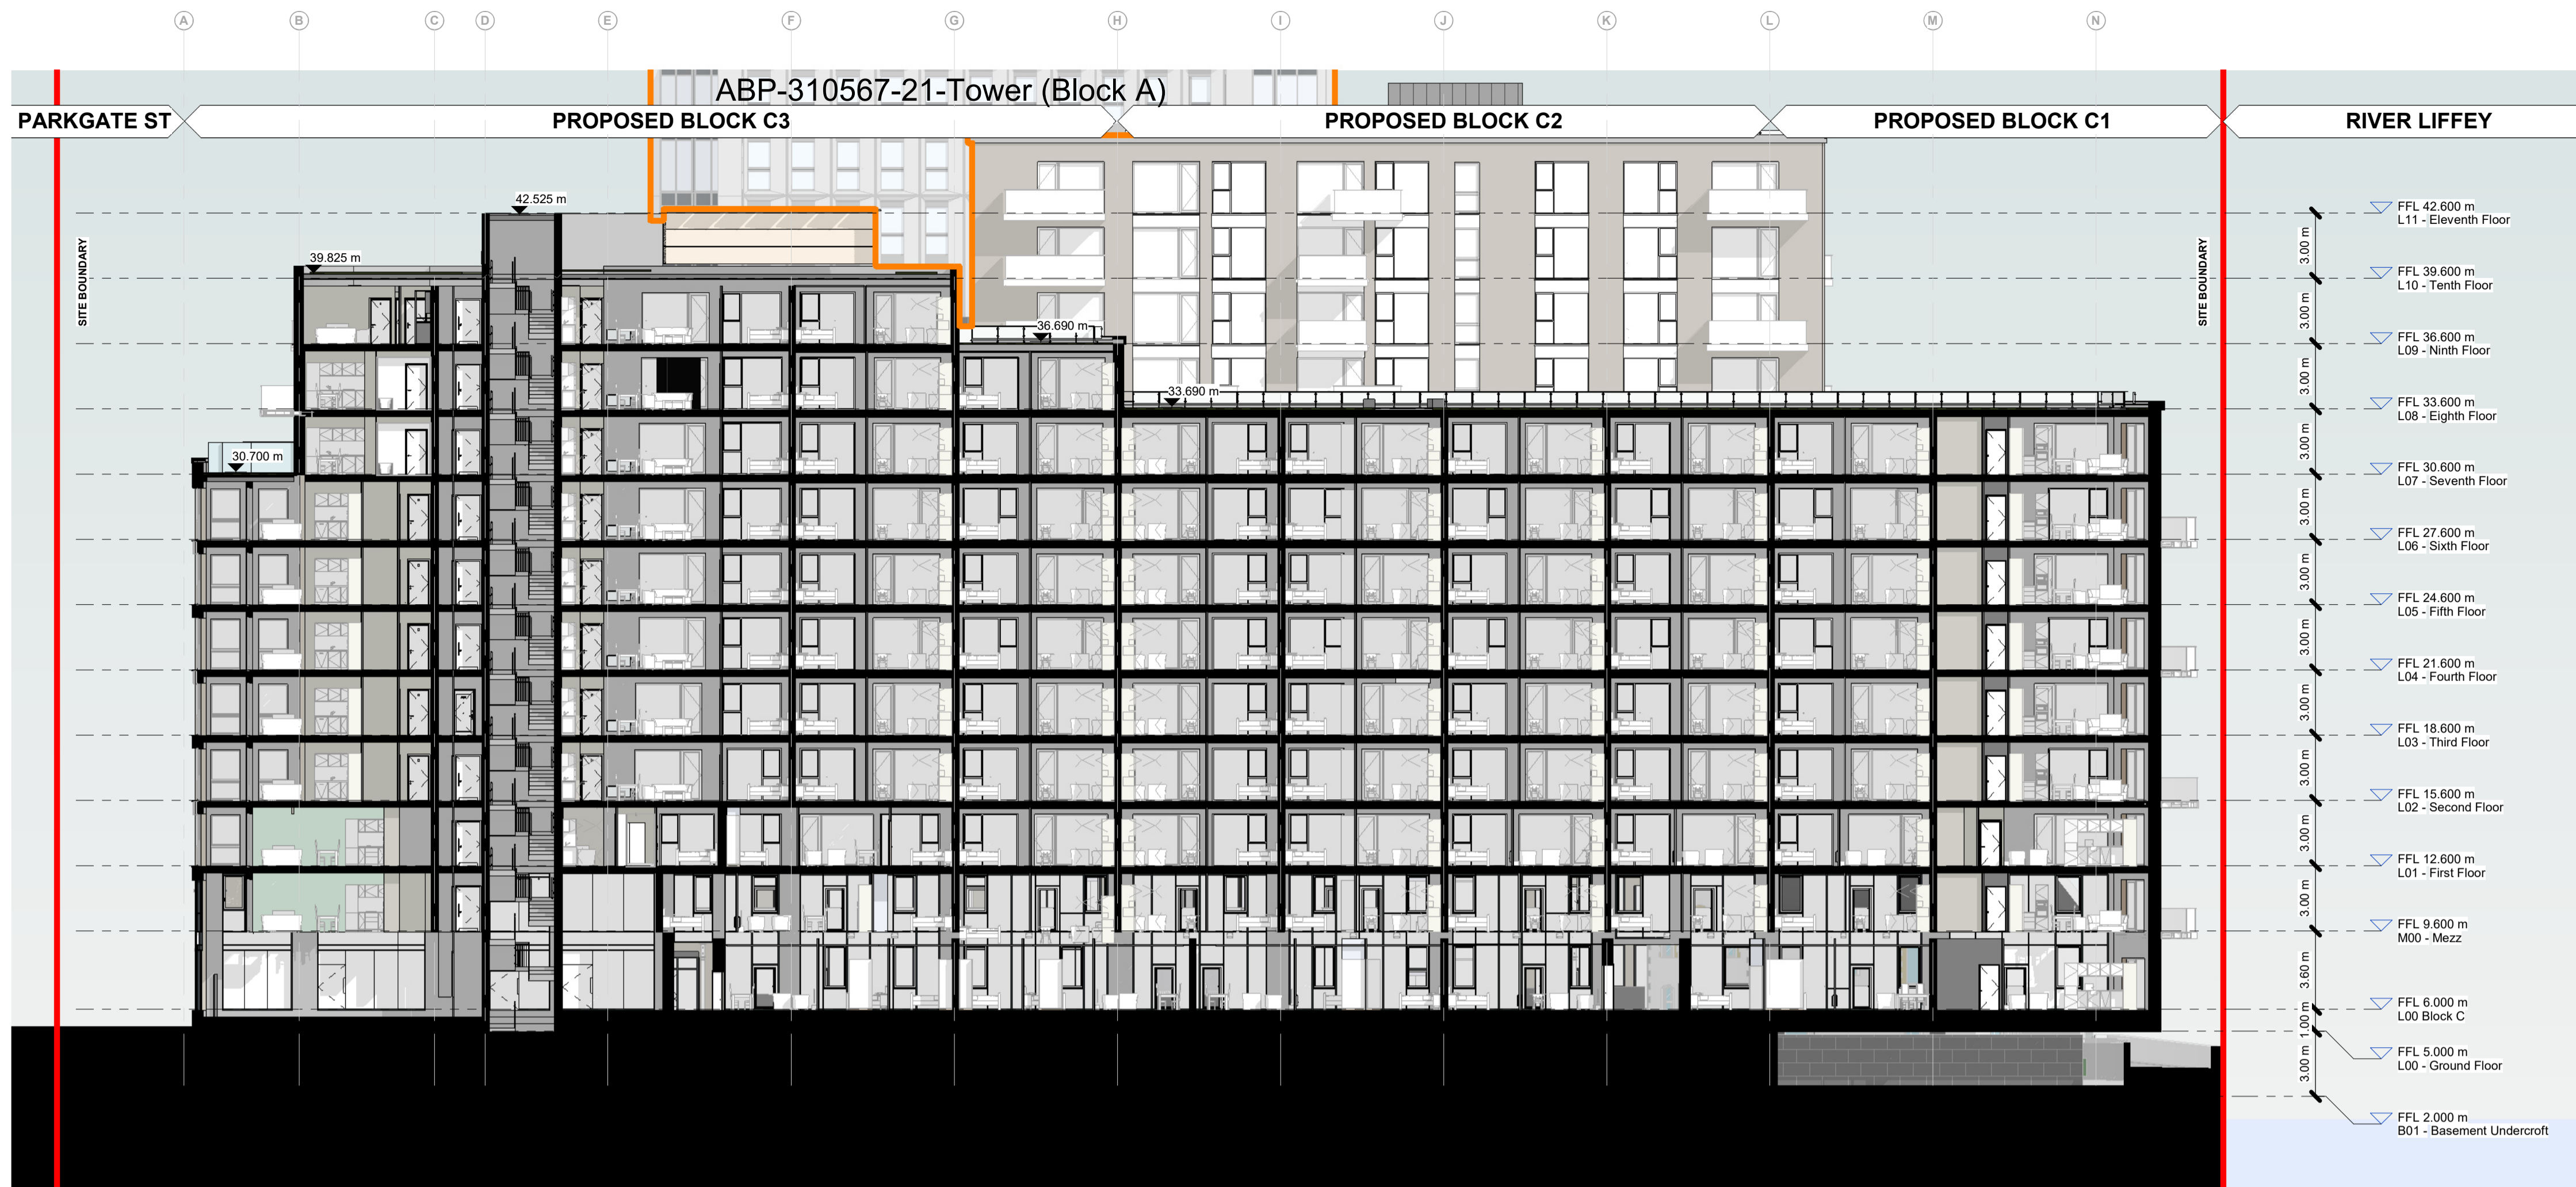 A B C D E F G H I J K L M N
ABP-310567-21-Tower (Block A)
PARKGATE ST
PROPOSED BLOCK C3
PROPOSED BLOCK C2
PROPOSED BLOCK C1
RIVER LIFFEY
SITE BOUNDARY
SITE BOUNDARY
42.525 m
39.825 m
36.690 m
33.690 m
30.700 m
FFL 42.600 m
L11 - Eleventh Floor
3.00 m
FFL 39.600 m
L10 - Tenth Floor
3.00 m
FFL 36.600 m
L09 - Ninth Floor
3.00 m
FFL 33.600 m
L08 - Eighth Floor
3.00 m
FFL 30.600 m
L07 - Seventh Floor
3.00 m
FFL 27.600 m
L06 - Sixth Floor
3.00 m
FFL 24.600 m
L05 - Fifth Floor
3.00 m
FFL 21.600 m
L04 - Fourth Floor
3.00 m
FFL 18.600 m
L03 - Third Floor
3.00 m
FFL 15.600 m
L02 - Second Floor
3.00 m
FFL 12.600 m
L01 - First Floor
3.00 m
FFL 9.600 m
M00 - Mezz
3.60 m
FFL 6.000 m
L00 Block C
1.00 m
FFL 5.000 m
L00 - Ground Floor
3.00 m
FFL 2.000 m
B01 - Basement Undercroft